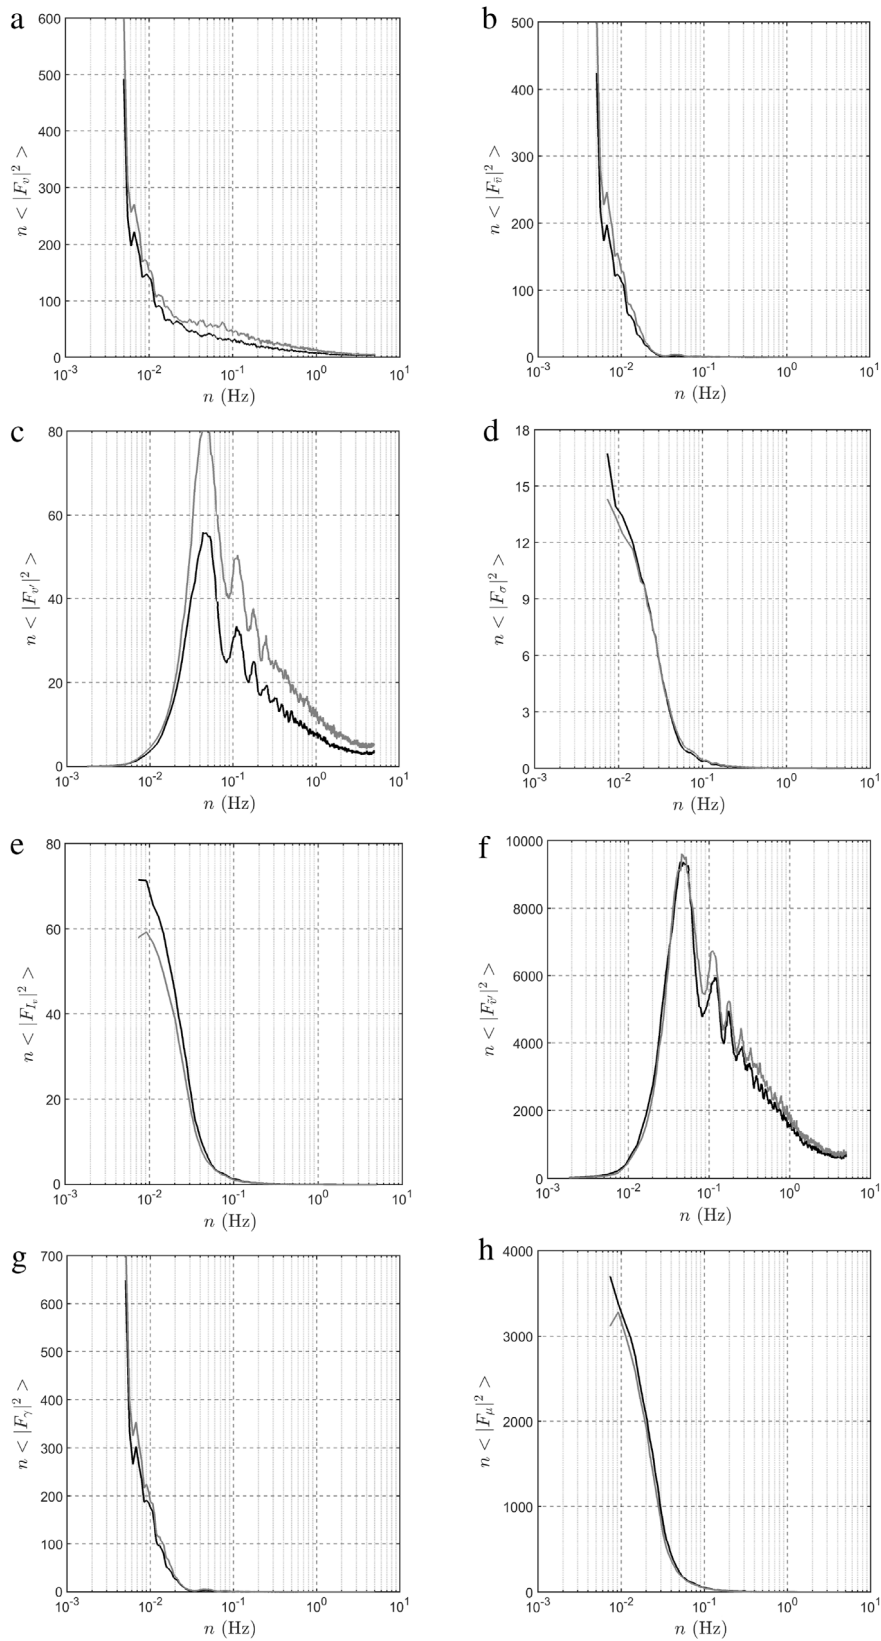 a
600
500
400
300
200
100
0
n < |F_v|^2 >
10^-3 10^-2 10^-1 10^0 10^1
n (Hz)
b
500
400
300
200
100
0
n < |F_v̄|^2 >
10^-3 10^-2 10^-1 10^0 10^1
n (Hz)
c
80
60
40
20
0
n < |F_v'|^2 >
10^-3 10^-2 10^-1 10^0 10^1
n (Hz)
d
18
15
12
9
6
3
0
n < |F_σ|^2 >
10^-3 10^-2 10^-1 10^0 10^1
n (Hz)
e
80
60
40
20
0
n < |F_{I_v}|^2 >
10^-3 10^-2 10^-1 10^0 10^1
n (Hz)
f
10000
8000
6000
4000
2000
0
n < |F_ṽ'|^2 >
10^-3 10^-2 10^-1 10^0 10^1
n (Hz)
g
700
600
500
400
300
200
100
0
n < |F_γ|^2 >
10^-3 10^-2 10^-1 10^0 10^1
n (Hz)
h
4000
3000
2000
1000
0
n < |F_μ|^2 >
10^-3 10^-2 10^-1 10^0 10^1
n (Hz)